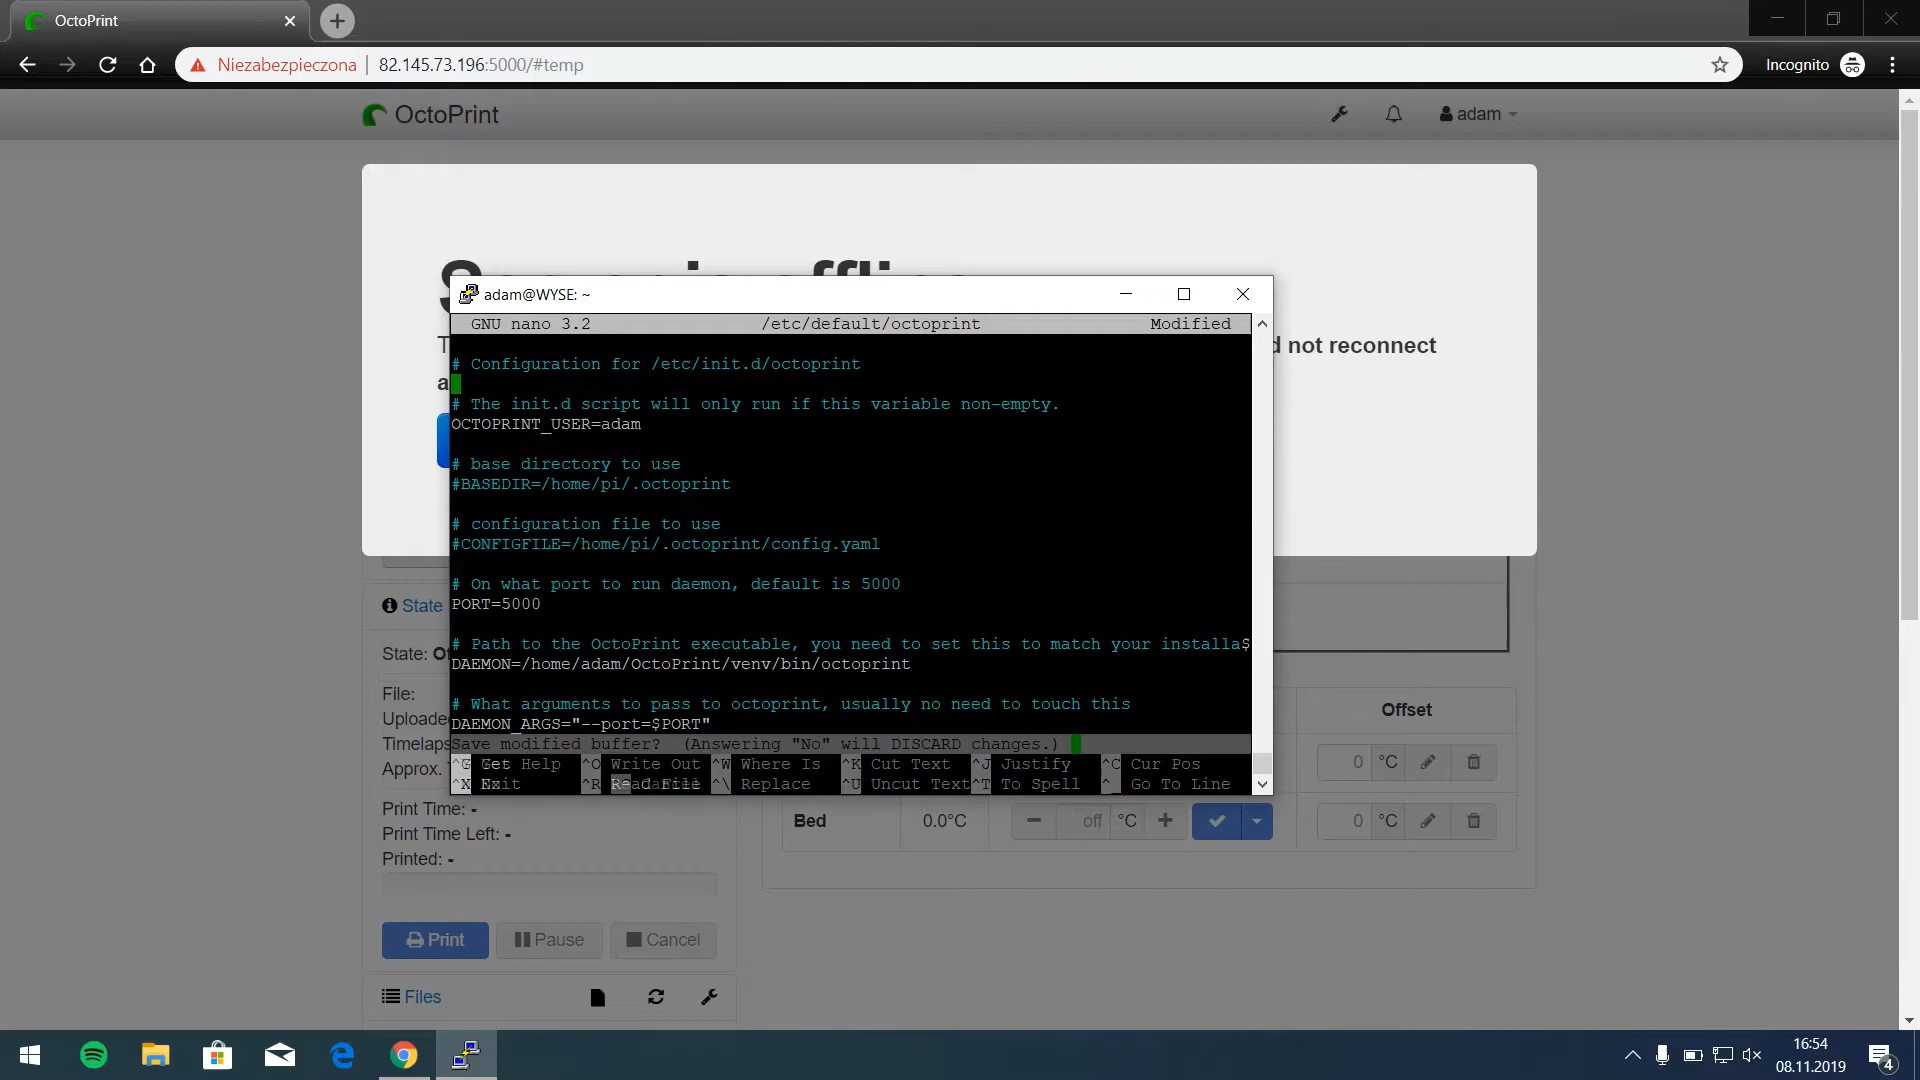 OctoPrint
Niezabezpieczona
82.145.73.196:5000/#temp
Incognito
OctoPrint
adam
adam@WYSE: ~
d not reconnect
GNU nano 3.2 /etc/default/octoprint Modified
# Configuration for /etc/init.d/octoprint
# The init.d script will only run if this variable non-empty.
OCTOPRINT_USER=adam
# base directory to use
#BASEDIR=/home/pi/.octoprint
# configuration file to use
#CONFIGFILE=/home/pi/.octoprint/config.yaml
# On what port to run daemon, default is 5000
PORT=5000
# Path to the OctoPrint executable, you need to set this to match your installa$
DAEMON=/home/adam/OctoPrint/venv/bin/octoprint
# What arguments to pass to octoprint, usually no need to touch this
DAEMON_ARGS="--port=$PORT"
Save modified buffer? (Answering "No" will DISCARD changes.)
^G Get Help ^O Write Out ^W Where Is ^K Cut Text ^J Justify ^C Cur Pos
^X Exit ^R Read File ^\ Replace ^U Uncut Text ^T To Spell ^_ Go To Line
State
State:
File:
Uploade
Timelaps
Approx.
Print Time: -
Print Time Left: -
Printed: -
Print
Pause
Cancel
Files
Offset
0 °C
Bed 0.0°C off °C 0 °C
16:54
08.11.2019
4